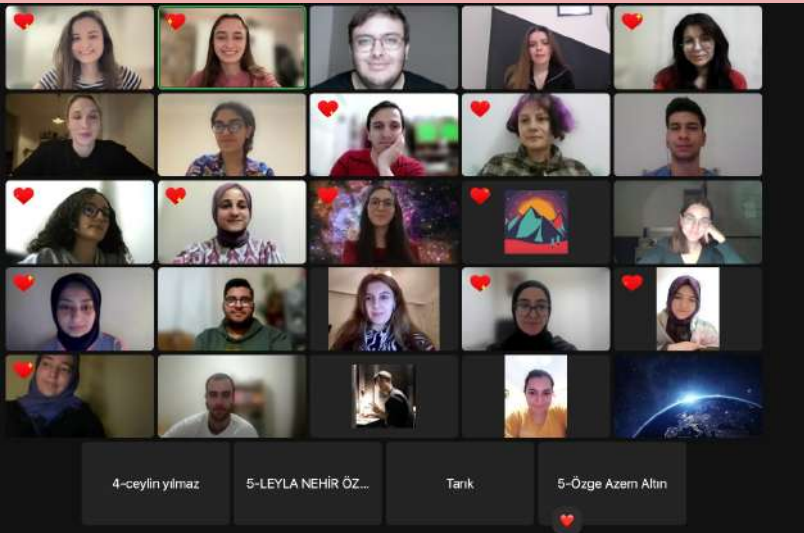 4-ceylin yılmaz
5-LEYLA NEHİR ÖZ...
Tarık
5-Özge Azem Altın